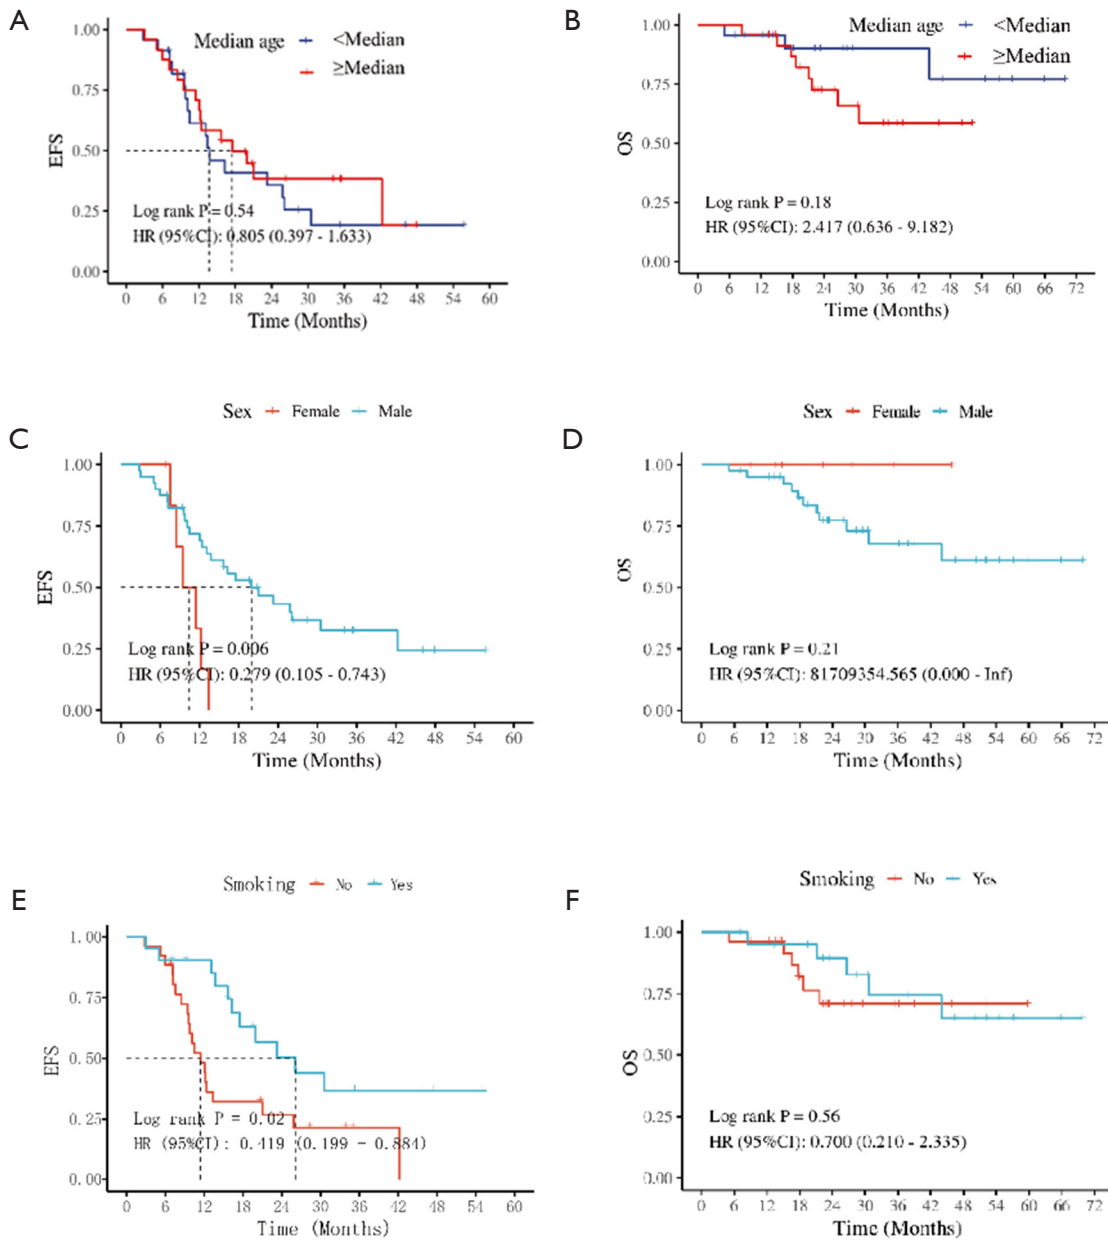 A
Median age <Median
≥Median
1.00
0.75
0.50
0.25
0.00
EFS
Log rank P = 0.54
HR (95%CI): 0.805 (0.397 - 1.633)
0 6 12 18 24 30 36 42 48 54 60
Time (Months)
B
Median age <Median
≥Median
1.00
0.75
0.50
0.25
0.00
OS
Log rank P = 0.18
HR (95%CI): 2.417 (0.636 - 9.182)
0 6 12 18 24 30 36 42 48 54 60 66 72
Time (Months)
C
Sex Female Male
1.00
0.75
0.50
0.25
0.00
EFS
Log rank P = 0.006
HR (95%CI): 0.279 (0.105 - 0.743)
0 6 12 18 24 30 36 42 48 54 60
Time (Months)
D
Sex Female Male
1.00
0.75
0.50
0.25
0.00
OS
Log rank P = 0.21
HR (95%CI): 81709354.565 (0.000 - Inf)
0 6 12 18 24 30 36 42 48 54 60 66 72
Time (Months)
E
Smoking No Yes
1.00
0.75
0.50
0.25
0.00
EFS
Log rank P = 0.02
HR (95%CI): 0.419 (0.199 - 0.884)
0 6 12 18 24 30 36 42 48 54 60
Time (Months)
F
Smoking No Yes
1.00
0.75
0.50
0.25
0.00
OS
Log rank P = 0.56
HR (95%CI): 0.700 (0.210 - 2.335)
0 6 12 18 24 30 36 42 48 54 60 66 72
Time (Months)